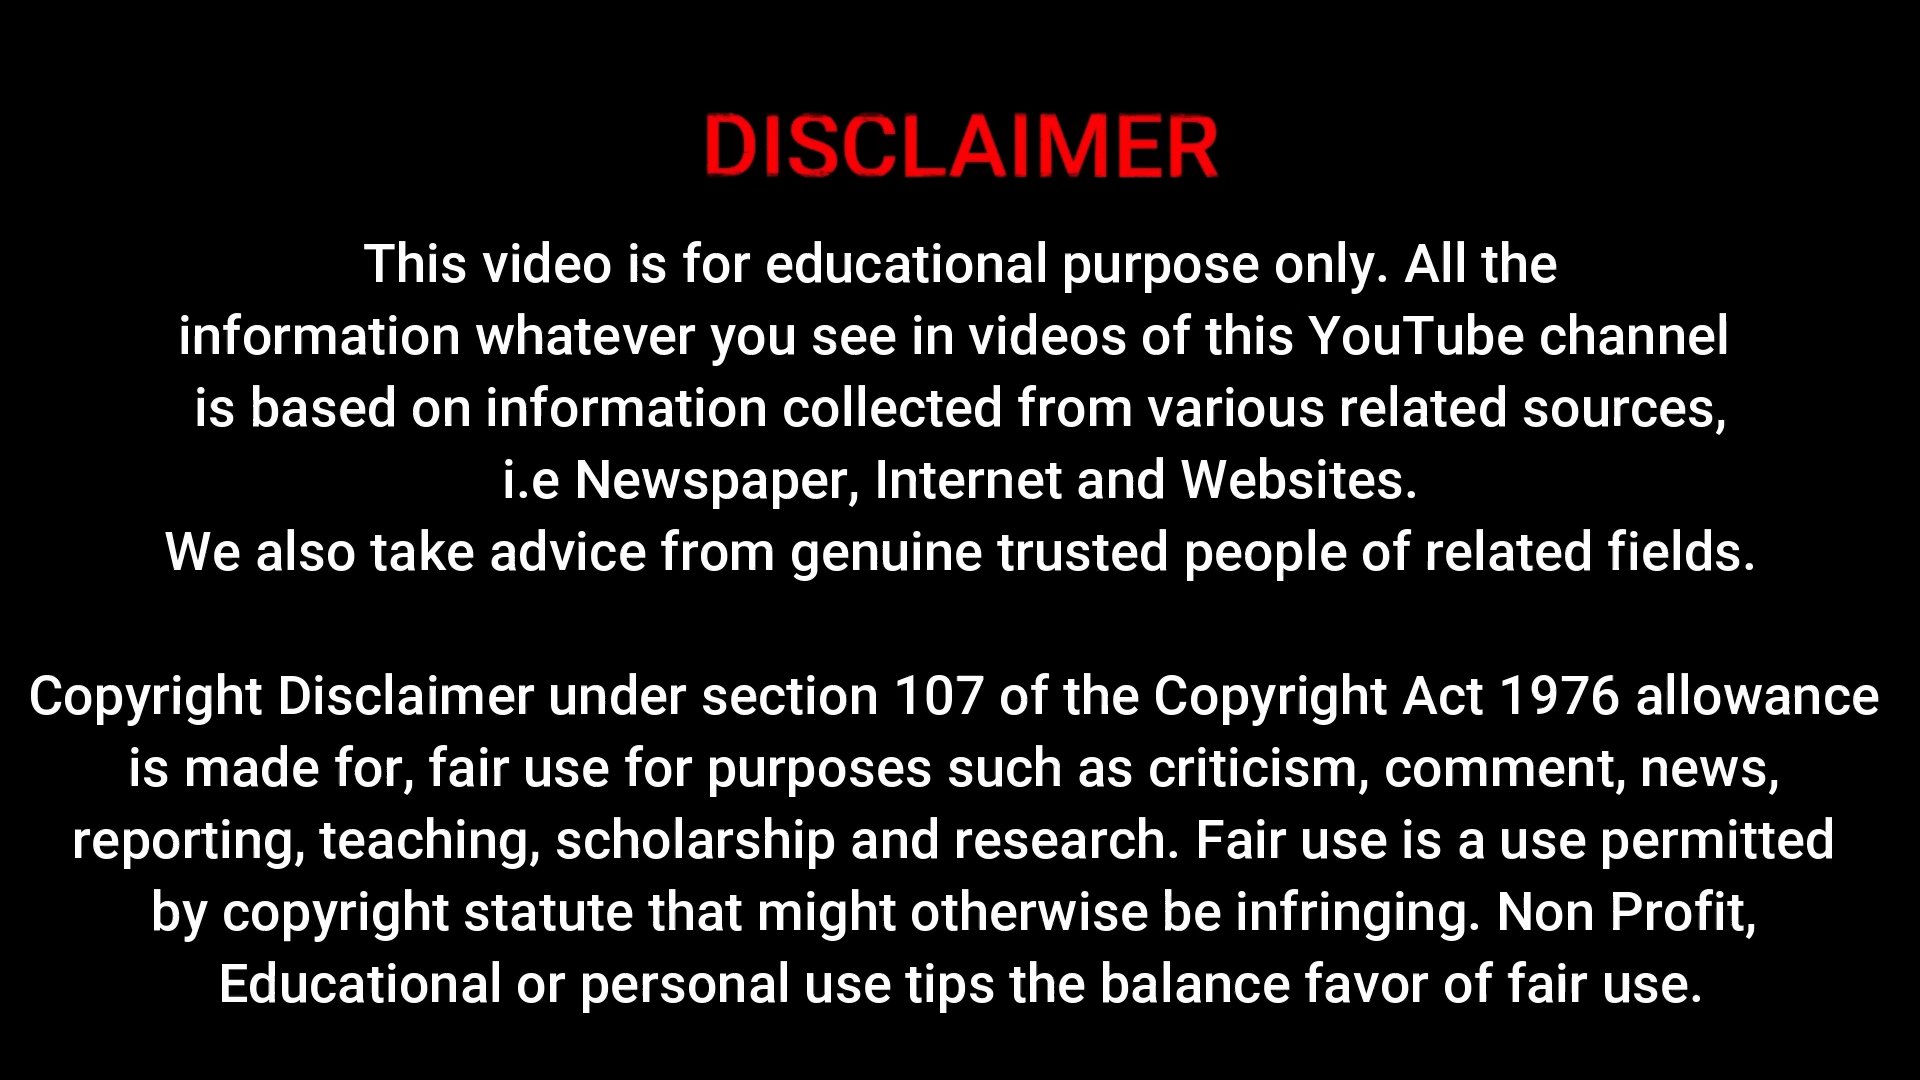 DISCLAIMER
This video is for educational purpose only. All the
information whatever you see in videos of this YouTube channel
is based on information collected from various related sources,
i.e Newspaper, Internet and Websites.
We also take advice from genuine trusted people of related fields.
Copyright Disclaimer under section 107 of the Copyright Act 1976 allowance
is made for, fair use for purposes such as criticism, comment, news,
reporting, teaching, scholarship and research. Fair use is a use permitted
by copyright statute that might otherwise be infringing. Non Profit,
Educational or personal use tips the balance favor of fair use.